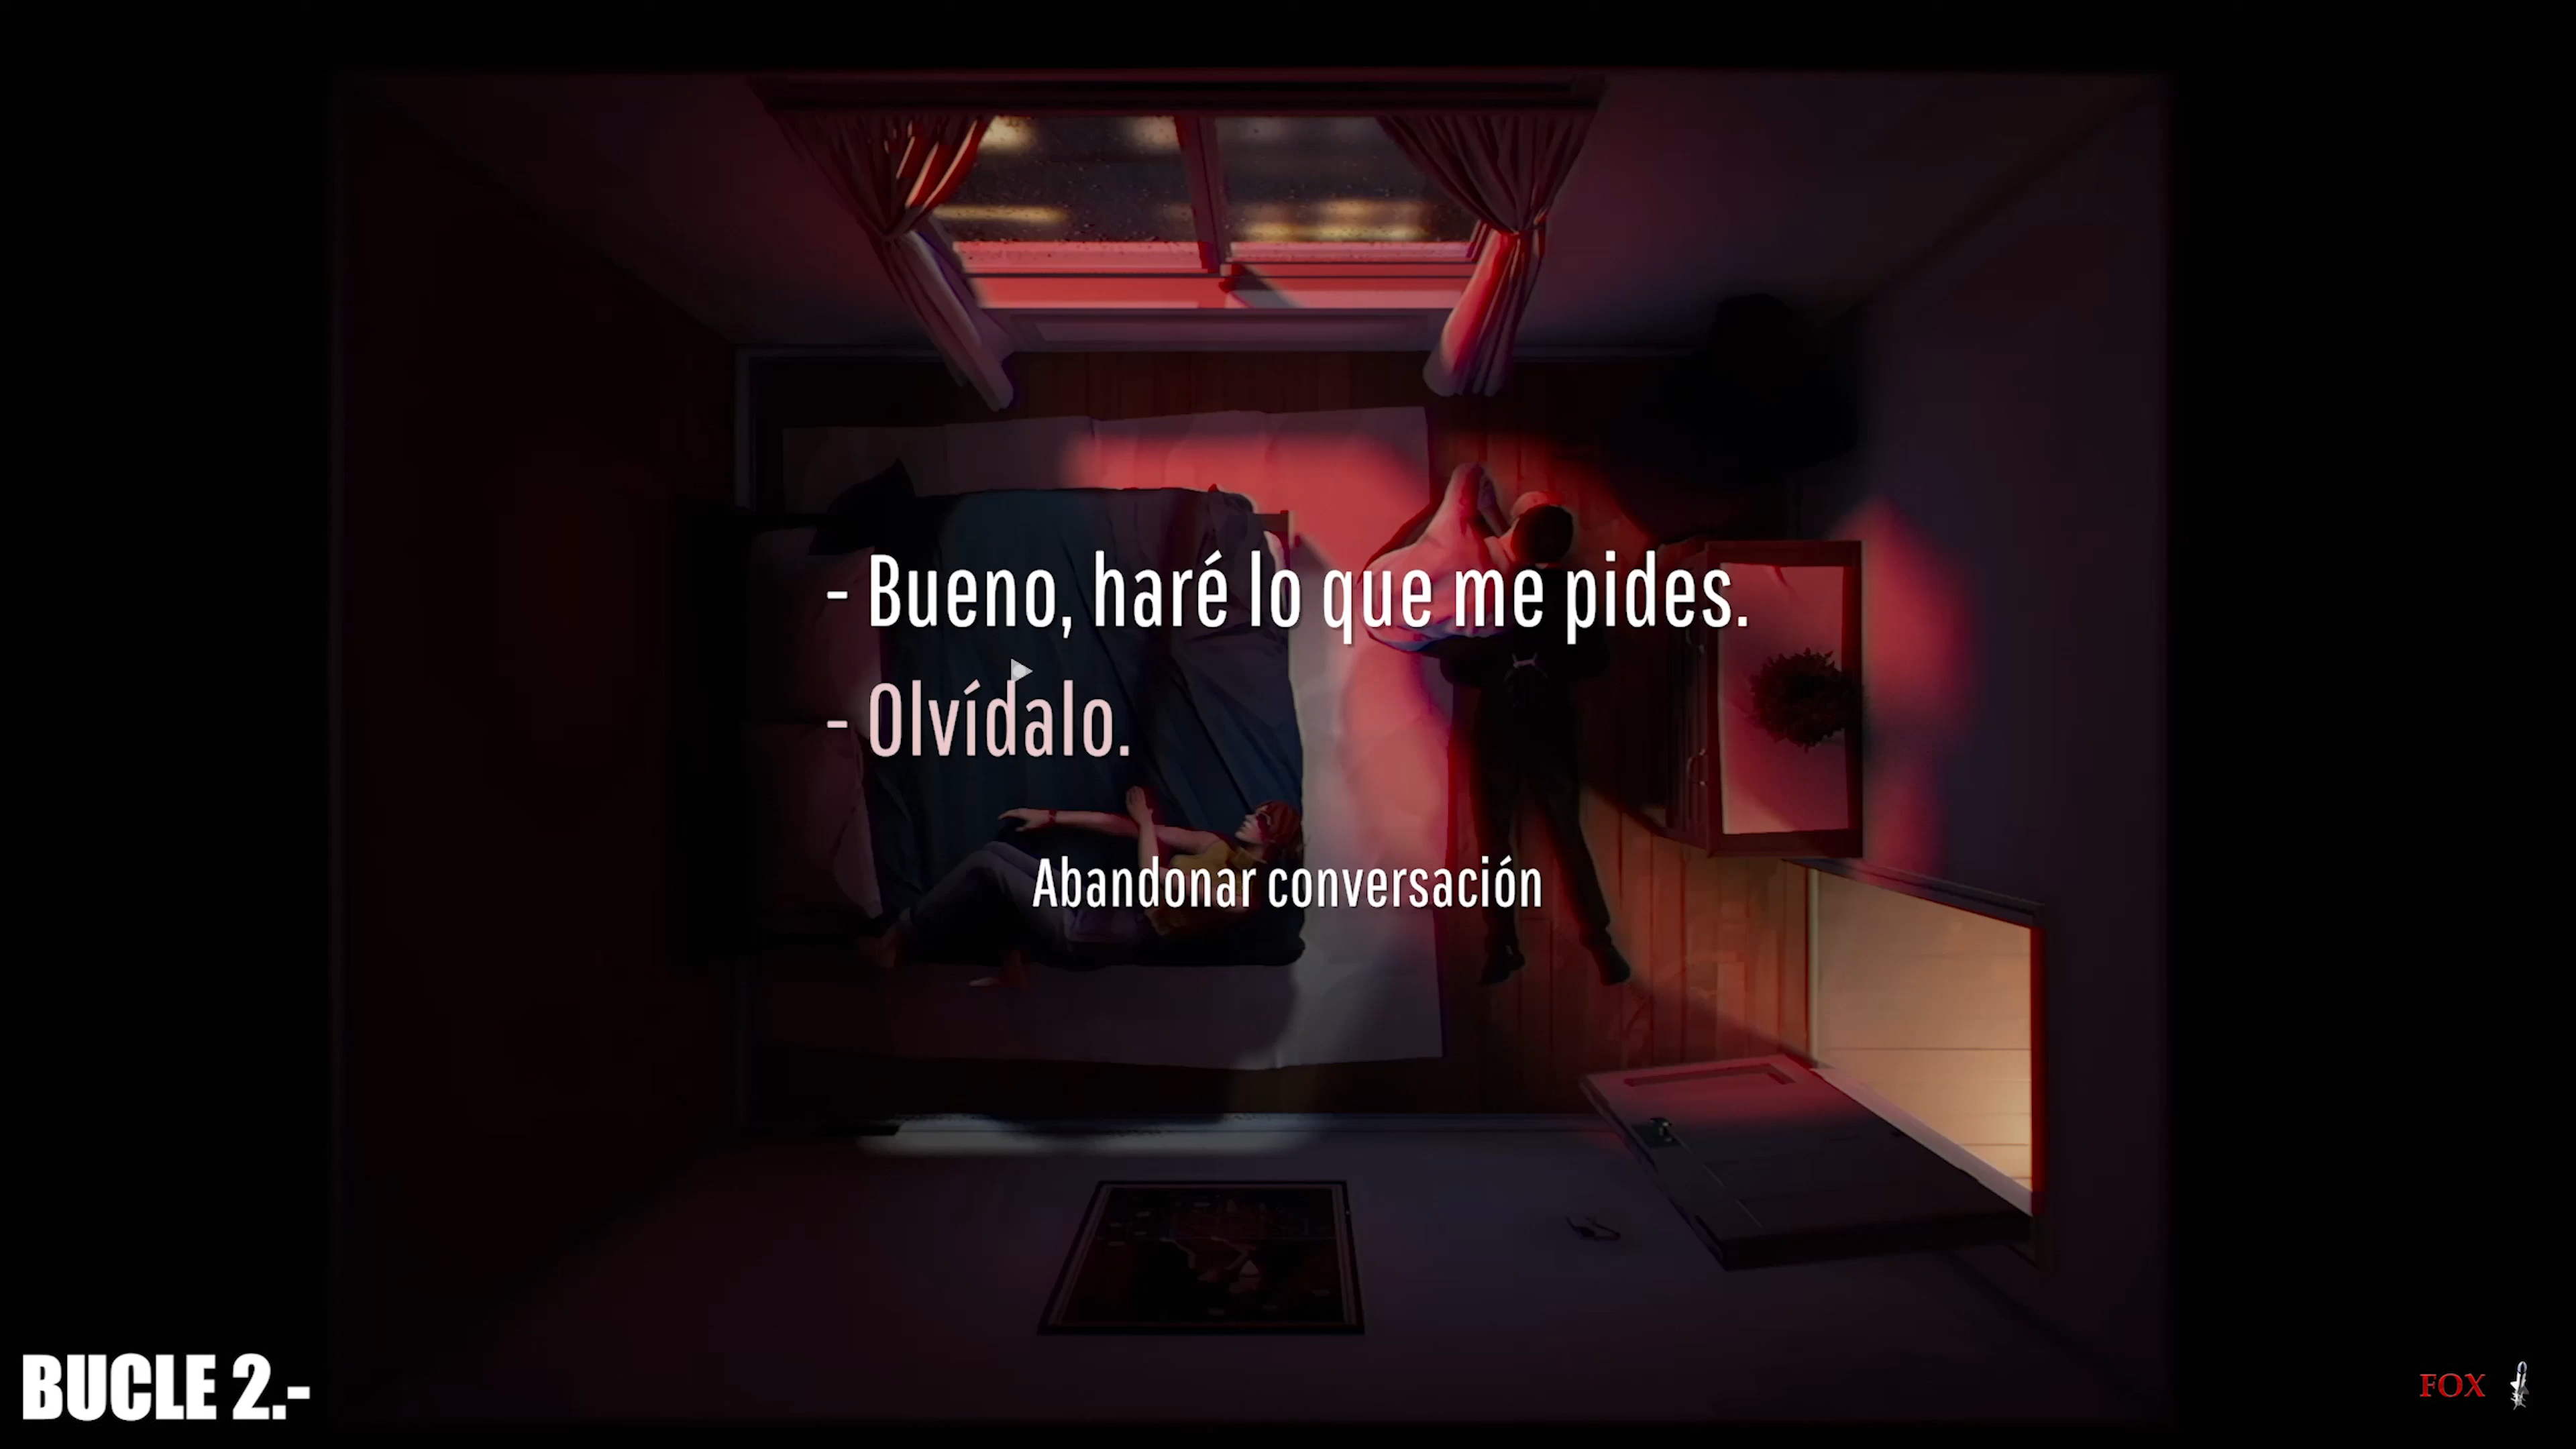 - Bueno, haré lo que me pides.
- Olvídalo.
Abandonar conversación
BUCLE 2.-
FOX